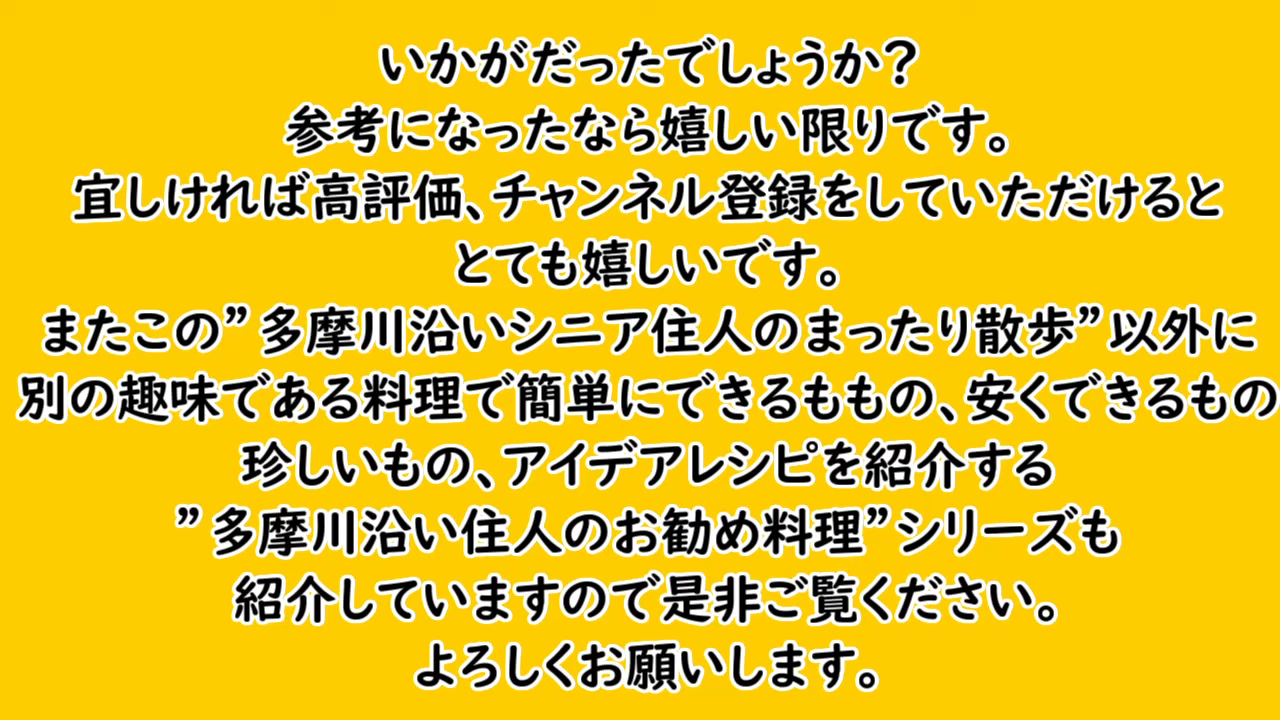 いかがだったでしょうか?
参考になったなら嬉しい限りです。
宜しければ高評価、チャンネル登録をしていただけると
とても嬉しいです。
またこの”多摩川沿いシニア住人のまったり散歩”以外に
別の趣味である料理で簡単にできるももの、安くできるもの
珍しいもの、アイデアレシピを紹介する
”多摩川沿い住人のお勧め料理”シリーズも
紹介していますので是非ご覧ください。
よろしくお願いします。